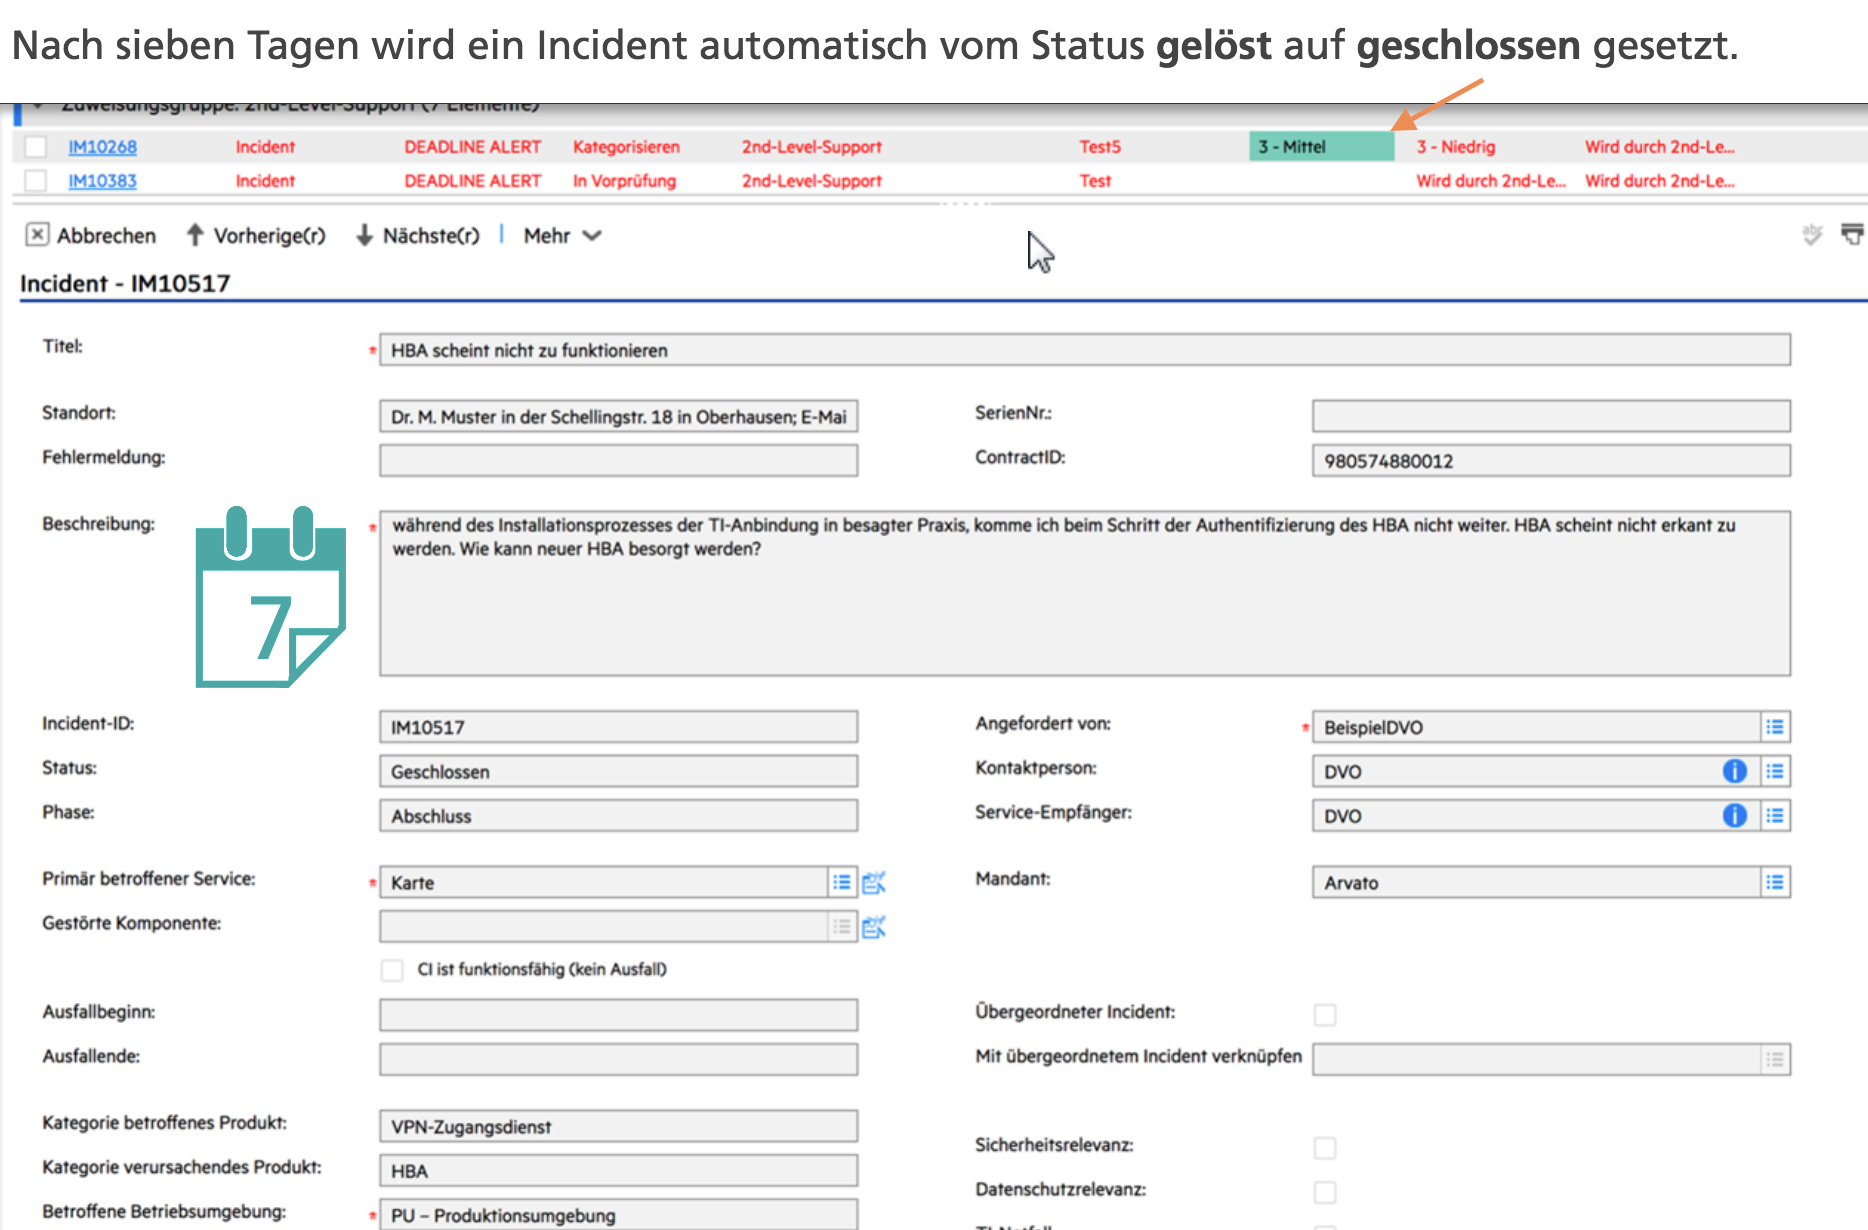 Nach sieben Tagen wird ein Incident automatisch vom Status gelöst auf geschlossen gesetzt.
Zuweisungsgruppe: 2nd-Level-Support (7 Elemente)
IM10268 Incident DEADLINE ALERT Kategorisieren 2nd-Level-Support Test5 3 - Mittel 3 - Niedrig Wird durch 2nd-Le...
IM10383 Incident DEADLINE ALERT In Vorprüfung 2nd-Level-Support Test Wird durch 2nd-Le... Wird durch 2nd-Le...
Abbrechen Vorherige(r) Nächste(r) Mehr abc
Incident - IM10517
Titel: * HBA scheint nicht zu funktionieren
Standort: Dr. M. Muster in der Schellingstr. 18 in Oberhausen; E-Mai SerienNr.:
Fehlermeldung: ContractID: 980574880012
Beschreibung: * während des Installationsprozesses der TI-Anbindung in besagter Praxis, komme ich beim Schritt der Authentifizierung des HBA nicht weiter. HBA scheint nicht erkant zu
werden. Wie kann neuer HBA besorgt werden?
7
Incident-ID: IM10517 Angefordert von: * BeispielDVO
Status: Geschlossen Kontaktperson: DVO
Phase: Abschluss Service-Empfänger: DVO
Primär betroffener Service: * Karte Mandant: Arvato
Gestörte Komponente:
CI ist funktionsfähig (kein Ausfall)
Ausfallbeginn: Übergeordneter Incident:
Ausfallende: Mit übergeordnetem Incident verknüpfen
Kategorie betroffenes Produkt: VPN-Zugangsdienst
Sicherheitsrelevanz:
Kategorie verursachendes Produkt: HBA
Datenschutzrelevanz:
Betroffene Betriebsumgebung: * PU – Produktionsumgebung